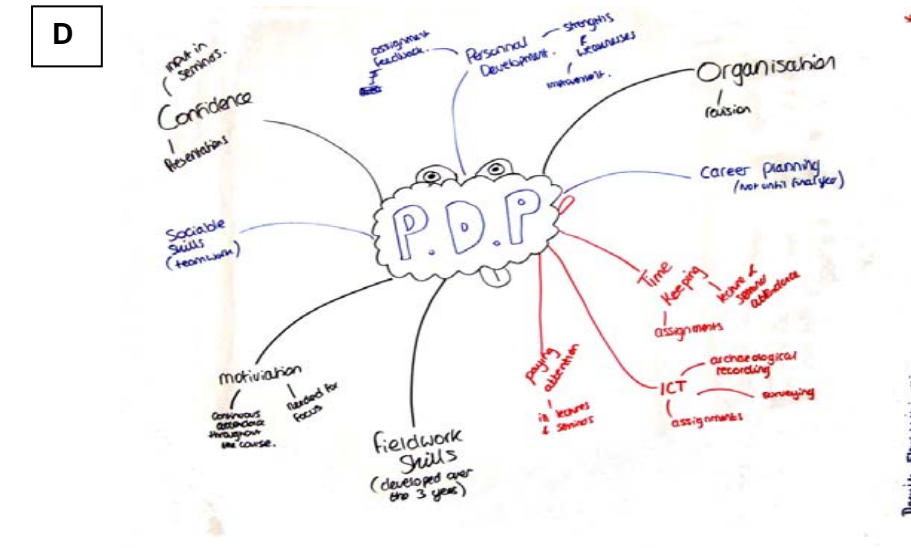 D
assignment
feedback.
Personnal
Development.
strengths
&
weaknesses
improvement.
input in
seminars.
Confidence
Presentations
Organisation
revision
Career planning
(Not until final year)
P.D.P
Sociable
Skills
(teamwork)
Time
Keeping
lecture &
seminar
attendance
assignments
paying
attention
in lectures
& seminars
ICT
archaeological
recording
surveying
assignments
motiviation
continuous
attendance
throughout
the course.
needed for
focus
fieldwork
Skills
(developed over
the 3 years)